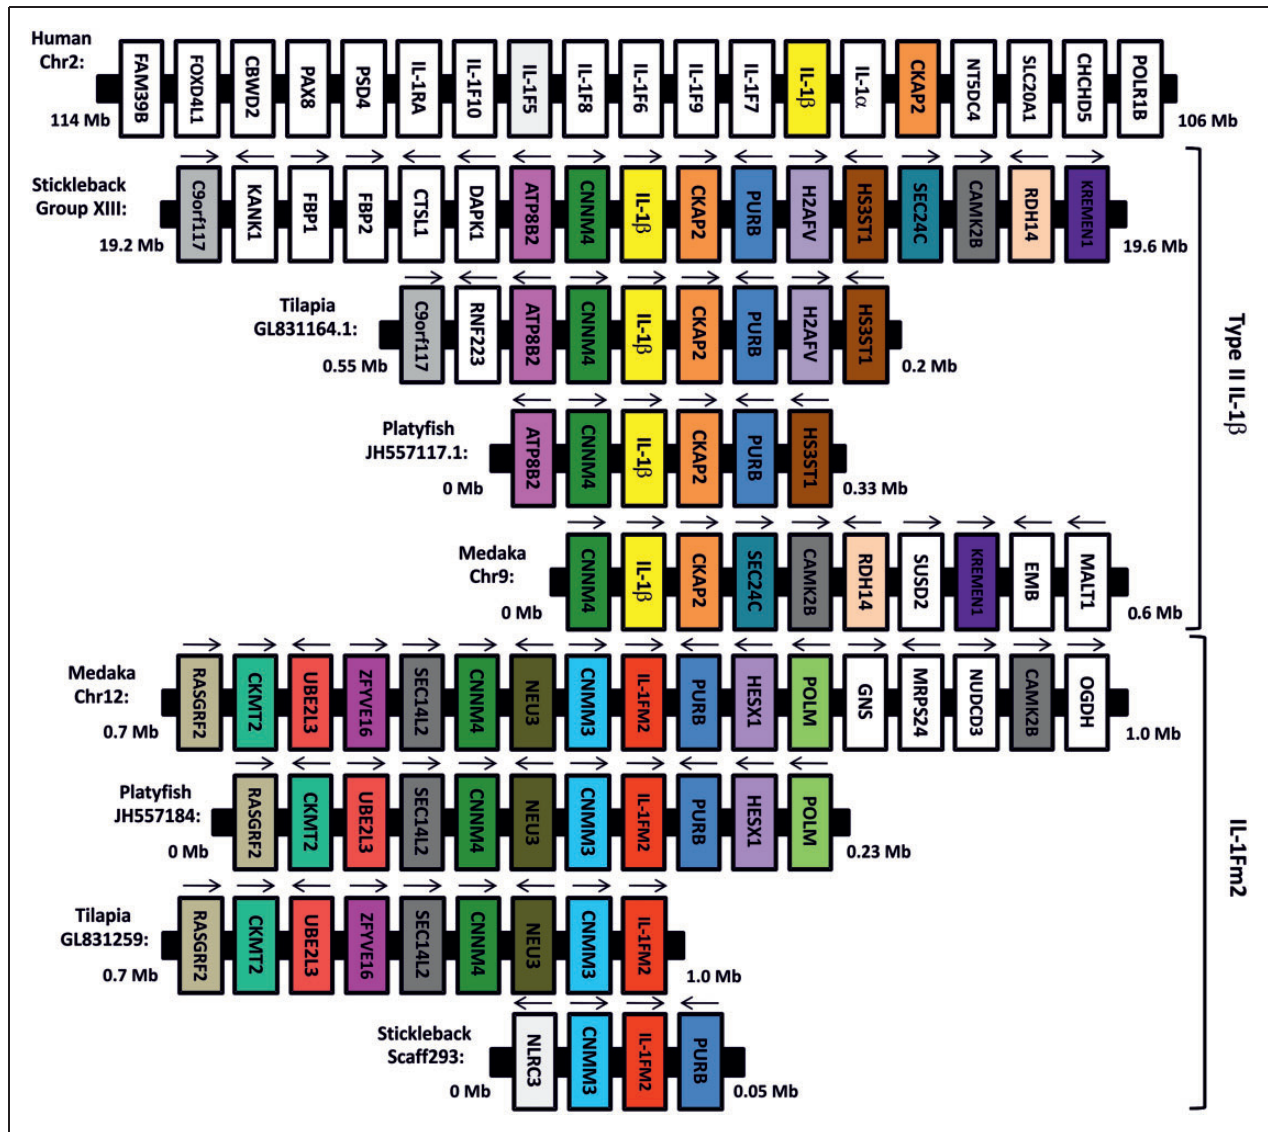 Human
Chr2:
114 Mb
FAM39B
FOXD4L1
CBWD2
PAX8
PSD4
IL-1RA
IL-1F10
IL-1F5
IL-1F8
IL-1F6
IL-1F9
IL-1F7
IL-1β
IL-1α
CKAP2
NT5DC4
SLC20A1
CHCHD5
POLR1B
106 Mb
Stickleback
Group XIII:
19.2 Mb
C9orf117
KANK1
FBP1
FBP2
CTSL1
DAPK1
ATP8B2
CNNM4
IL-1β
CKAP2
PURB
H2AFV
HS3ST1
SEC24C
CAMK2B
RDH14
KREMEN1
19.6 Mb
Tilapia
GL831164.1:
0.55 Mb
C9orf117
RNF223
ATP8B2
CNNM4
IL-1β
CKAP2
PURB
H2AFV
HS3ST1
0.2 Mb
Platyfish
JH557117.1:
0 Mb
ATP8B2
CNNM4
IL-1β
CKAP2
PURB
HS3ST1
0.33 Mb
Medaka
Chr9:
0 Mb
CNNM4
IL-1β
CKAP2
SEC24C
CAMK2B
RDH14
SUSD2
KREMEN1
EMB
MALT1
0.6 Mb
Type II IL-1β
Medaka
Chr12:
0.7 Mb
RASGRF2
CKMT2
UBE2L3
ZFYVE16
SEC14L2
CNNM4
NEU3
CNMM3
IL-1FM2
PURB
HESX1
POLM
GNS
MRPS24
NUDCD3
CAMK2B
OGDH
1.0 Mb
Platyfish
JH557184:
0 Mb
RASGRF2
CKMT2
UBE2L3
SEC14L2
CNNM4
NEU3
CNMM3
IL-1FM2
PURB
HESX1
POLM
0.23 Mb
Tilapia
GL831259:
0.7 Mb
RASGRF2
CKMT2
UBE2L3
ZFYVE16
SEC14L2
CNNM4
NEU3
CNMM3
IL-1FM2
1.0 Mb
Stickleback
Scaff293:
0 Mb
NLRC3
CNMM3
IL-1FM2
PURB
0.05 Mb
IL-1Fm2